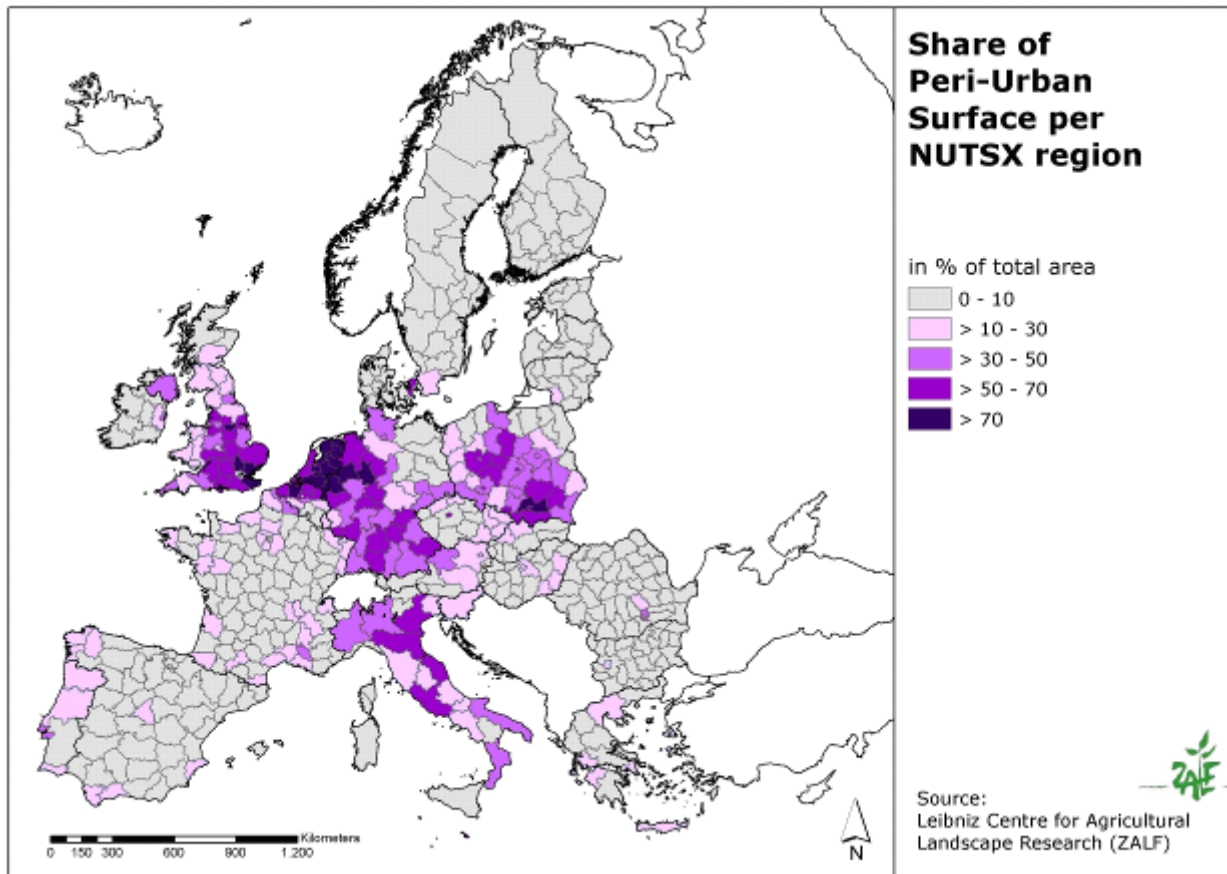 Share of
Peri-Urban
Surface per
NUTSX region
in % of total area
0 - 10
> 10 - 30
> 30 - 50
> 50 - 70
> 70
Source:
Leibniz Centre for Agricultural
Landscape Research (ZALF)
ZALF
Kilometers
0 150 300 600 900 1.200
N